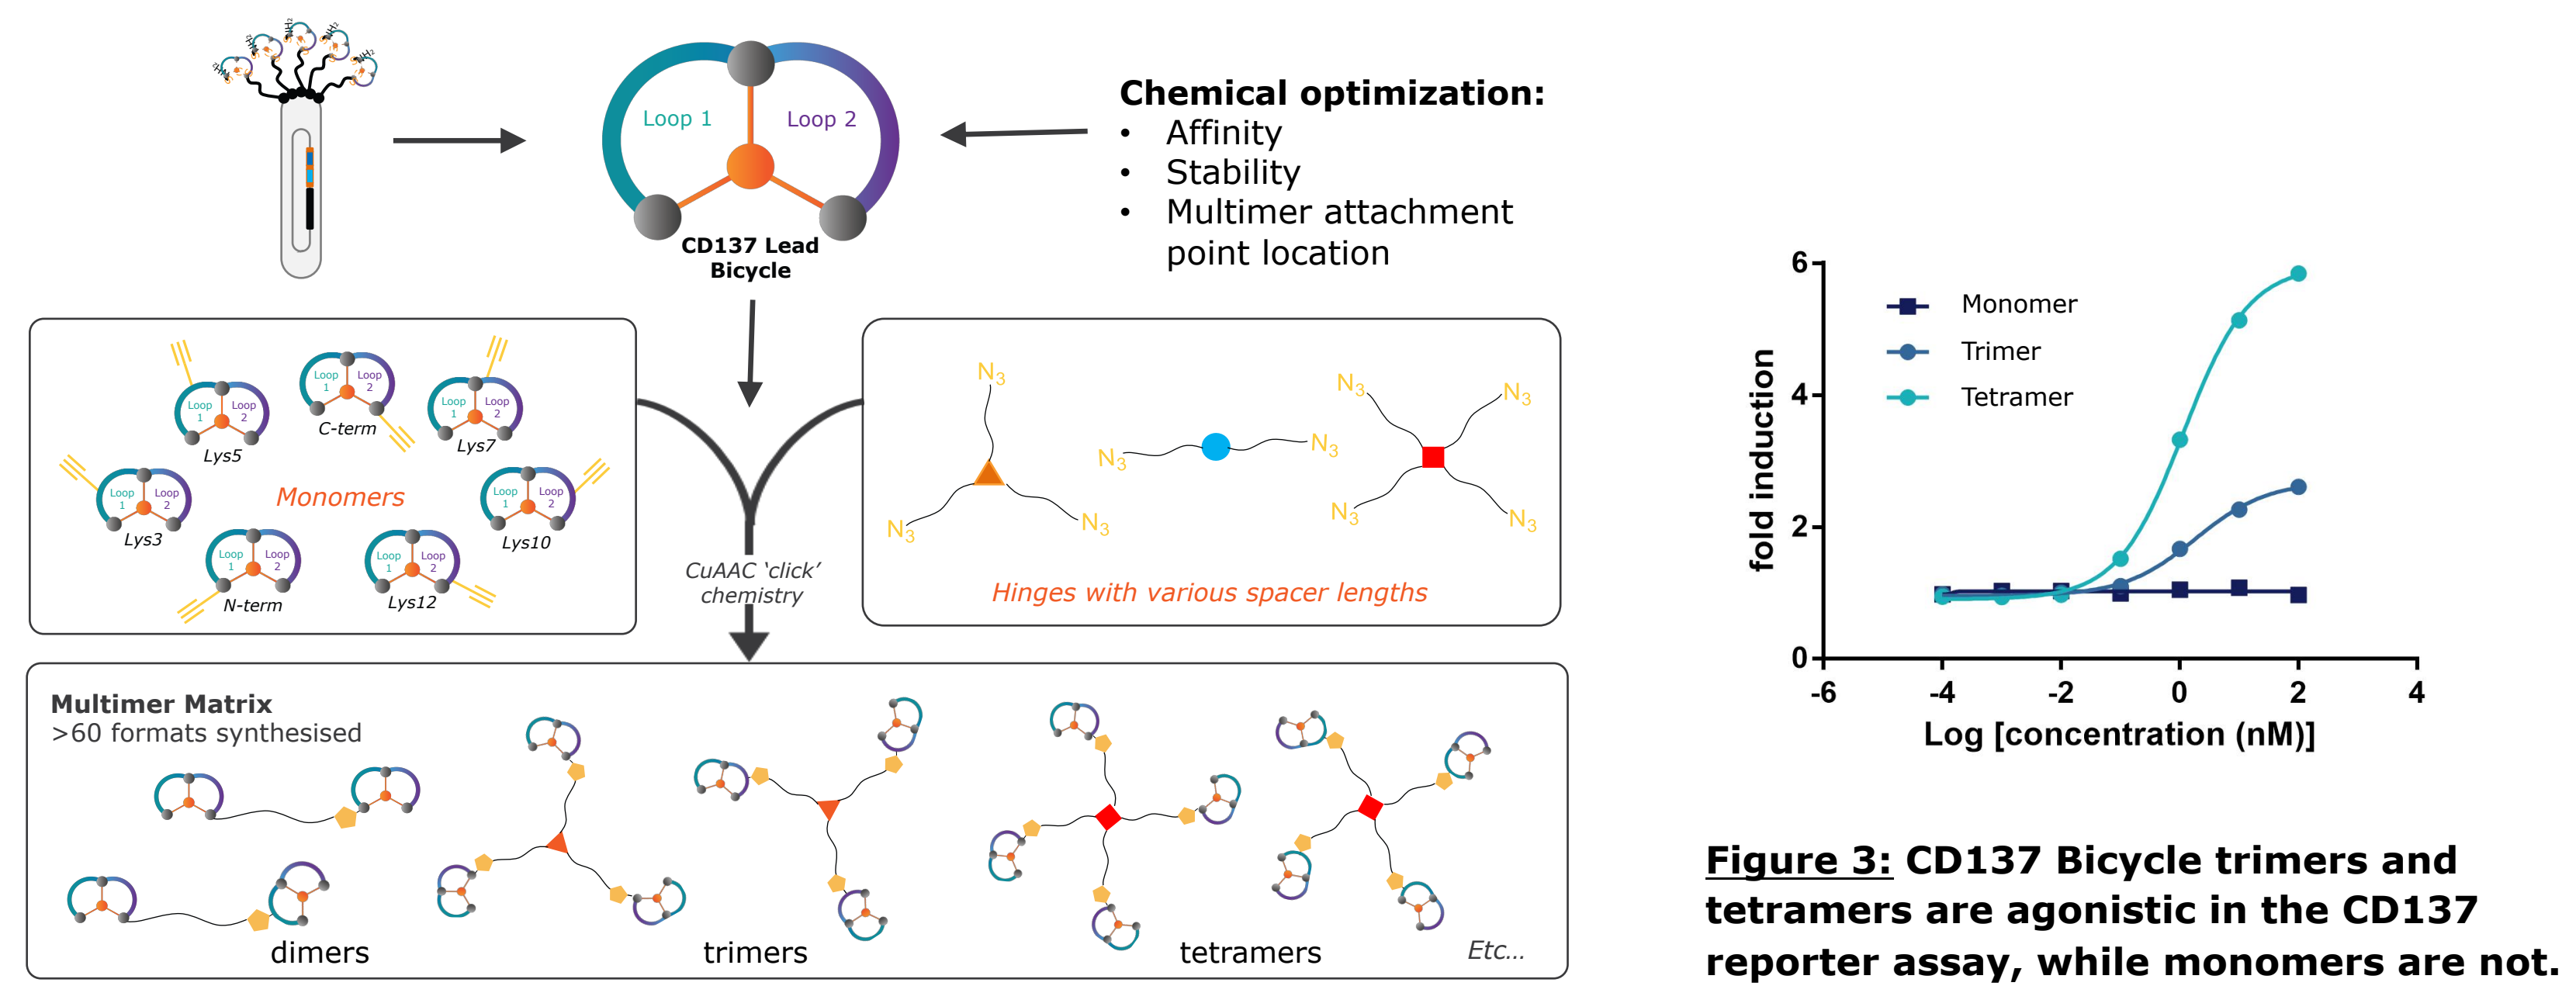 NH2
NH2
NH2
NH2
NH2
Loop 1
Loop 2
CD137 Lead
Bicycle
Chemical optimization:
• Affinity
• Stability
• Multimer attachment
point location
Loop
1
Loop
2
Lys5
Loop
1
Loop
2
C-term
Loop
1
Loop
2
Lys7
Loop
1
Loop
2
Lys3
Monomers
Loop
1
Loop
2
Lys10
Loop
1
Loop
2
N-term
Loop
1
Loop
2
Lys12
CuAAC ‘click’
chemistry
N3
N3
N3
N3
N3
N3
N3
N3
N3
Hinges with various spacer lengths
Multimer Matrix
>60 formats synthesised
dimers
trimers
tetramers
Etc...
6
4
2
0
fold induction
Monomer
Trimer
Tetramer
-6
-4
-2
0
2
4
Log [concentration (nM)]
Figure 3: CD137 Bicycle trimers and
tetramers are agonistic in the CD137
reporter assay, while monomers are not.